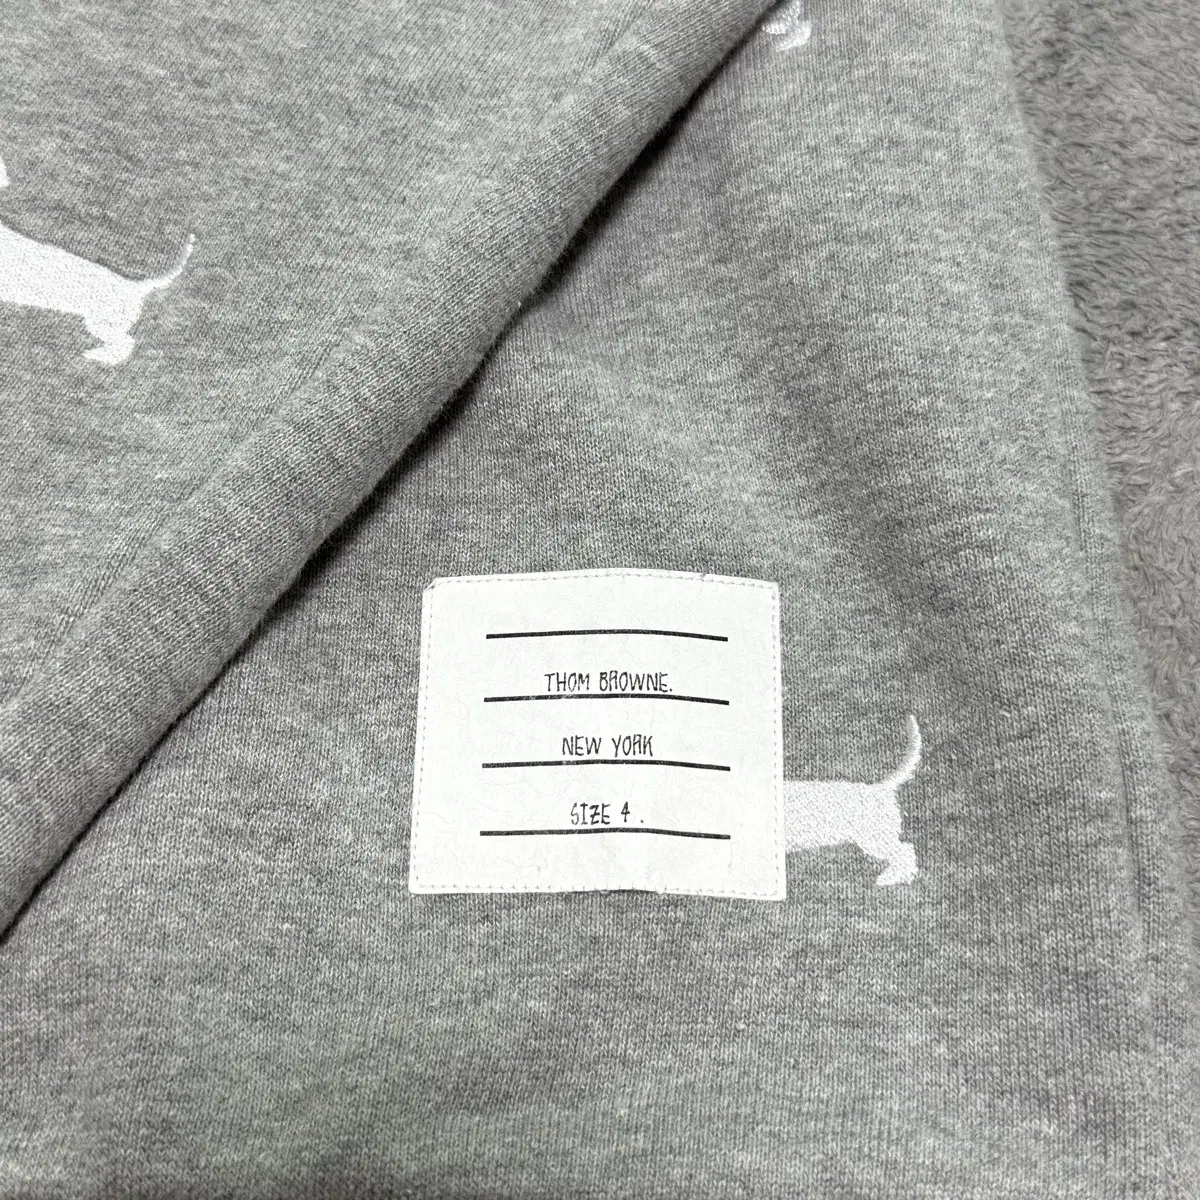 THOM BROWNE.
NEW YORK
SIZE 4 .